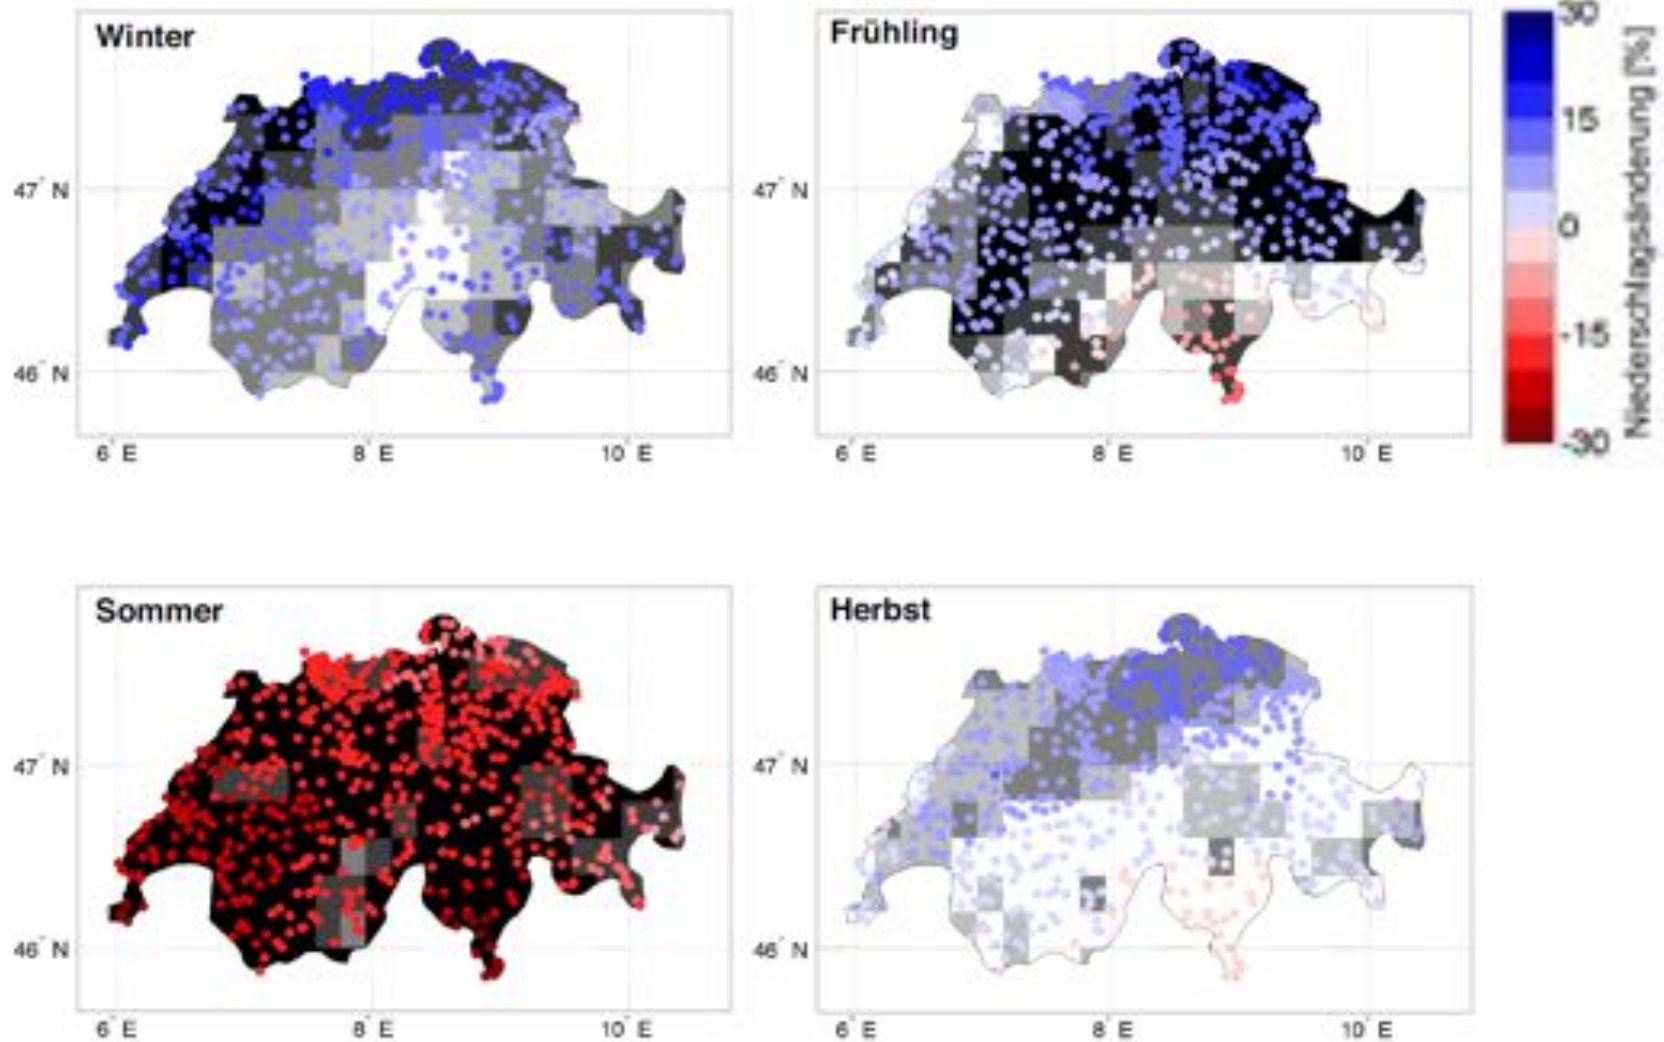 Winter
47° N
46° N
6° E 8° E 10° E
Frühling
47° N
46° N
6° E 8° E 10° E
30
15
0
-15
-30
Niederschlagsänderung [%]
Sommer
47° N
46° N
6° E 8° E 10° E
Herbst
47° N
46° N
6° E 8° E 10° E